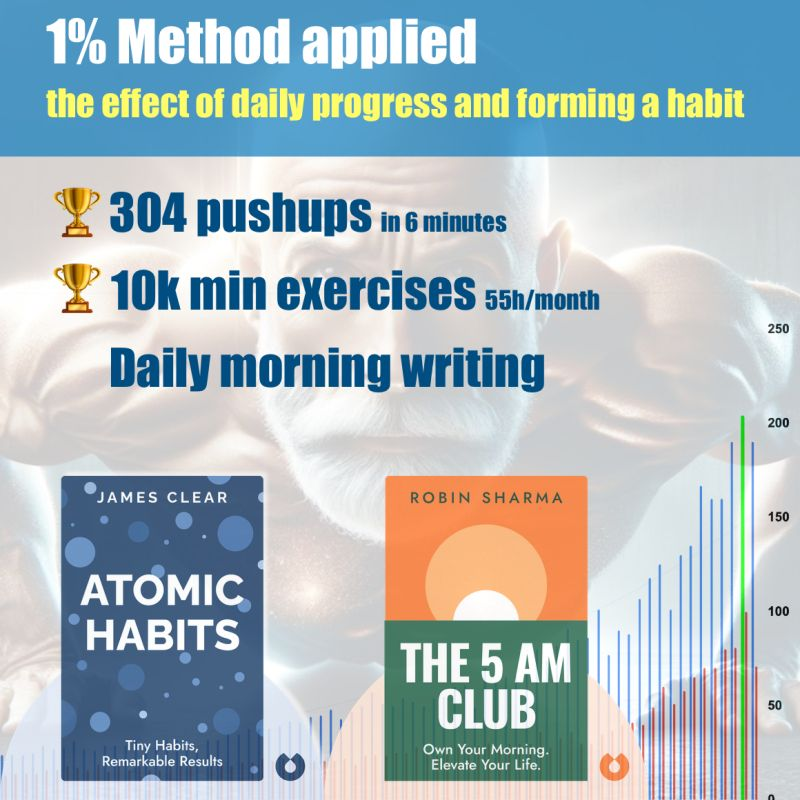 1% Method applied
the effect of daily progress and forming a habit
304 pushups in 6 minutes
10k min exercises 55h/month
Daily morning writing
JAMES CLEAR
ATOMIC
HABITS
Tiny Habits,
Remarkable Results
ROBIN SHARMA
THE 5 AM
CLUB
Own Your Morning.
Elevate Your Life.
250
200
150
100
50
0